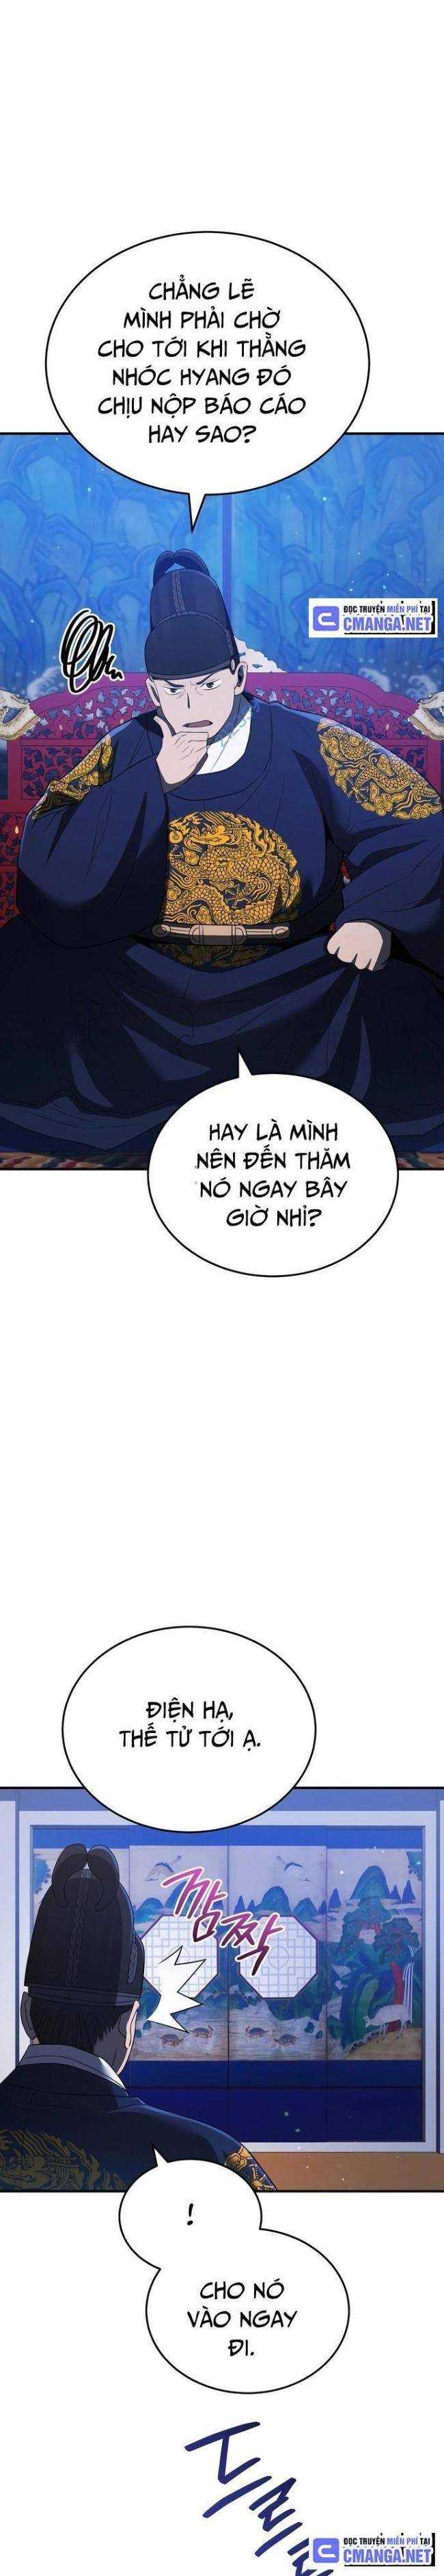 CHẲNG LẼ
MÌNH PHẢI CHỜ
CHO TỚI KHI THẰNG
NHÓC HYANG ĐÓ
CHỊU NỘP BÁO CÁO
HAY SAO?
ĐỌC TRUYỆN MIỄN PHÍ TẠI
CMANGA.NET
HAY LÀ MÌNH
NÊN ĐẾN THĂM
NÓ NGAY BÂY
GIỜ NHỈ?
ĐIỆN HẠ,
THẾ TỬ TỚI Ạ.
깜짝
!
CHO NÓ
VÀO NGAY
ĐI.
ĐỌC TRUYỆN MIỄN PHÍ TẠI
CMANGA.NET